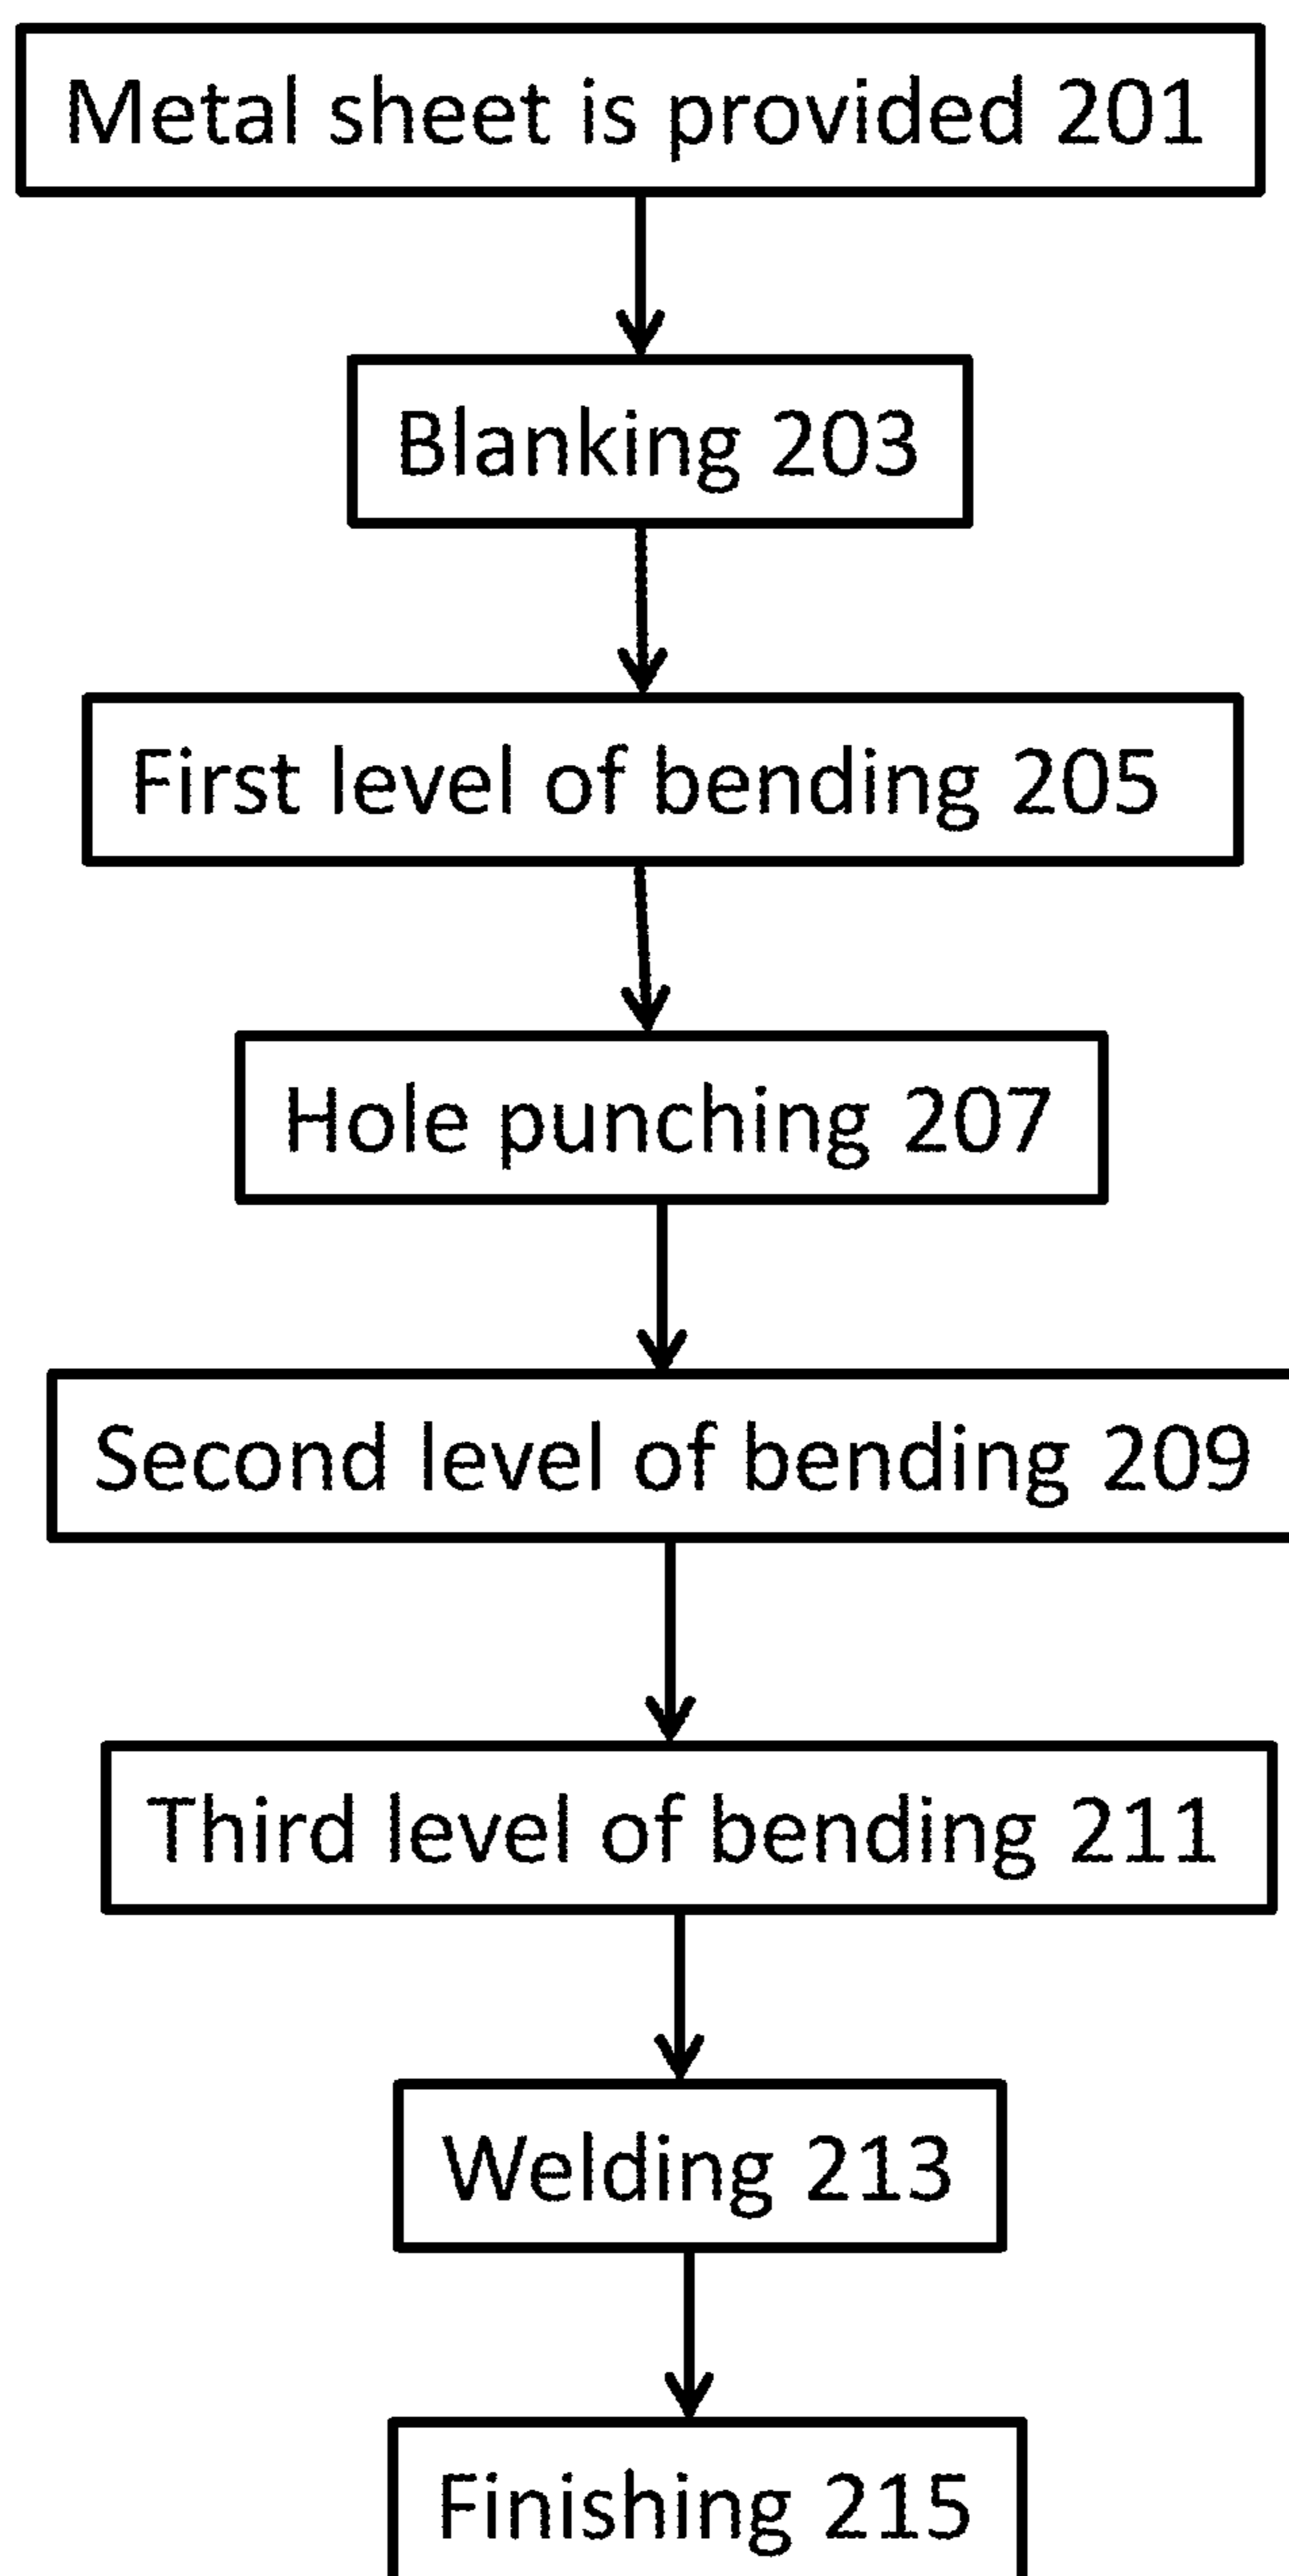 Metal sheet is provided 201
Blanking 203
First level of bending 205
Hole punching 207
Second level of bending 209
Third level of bending 211
Welding 213
Finishing 215